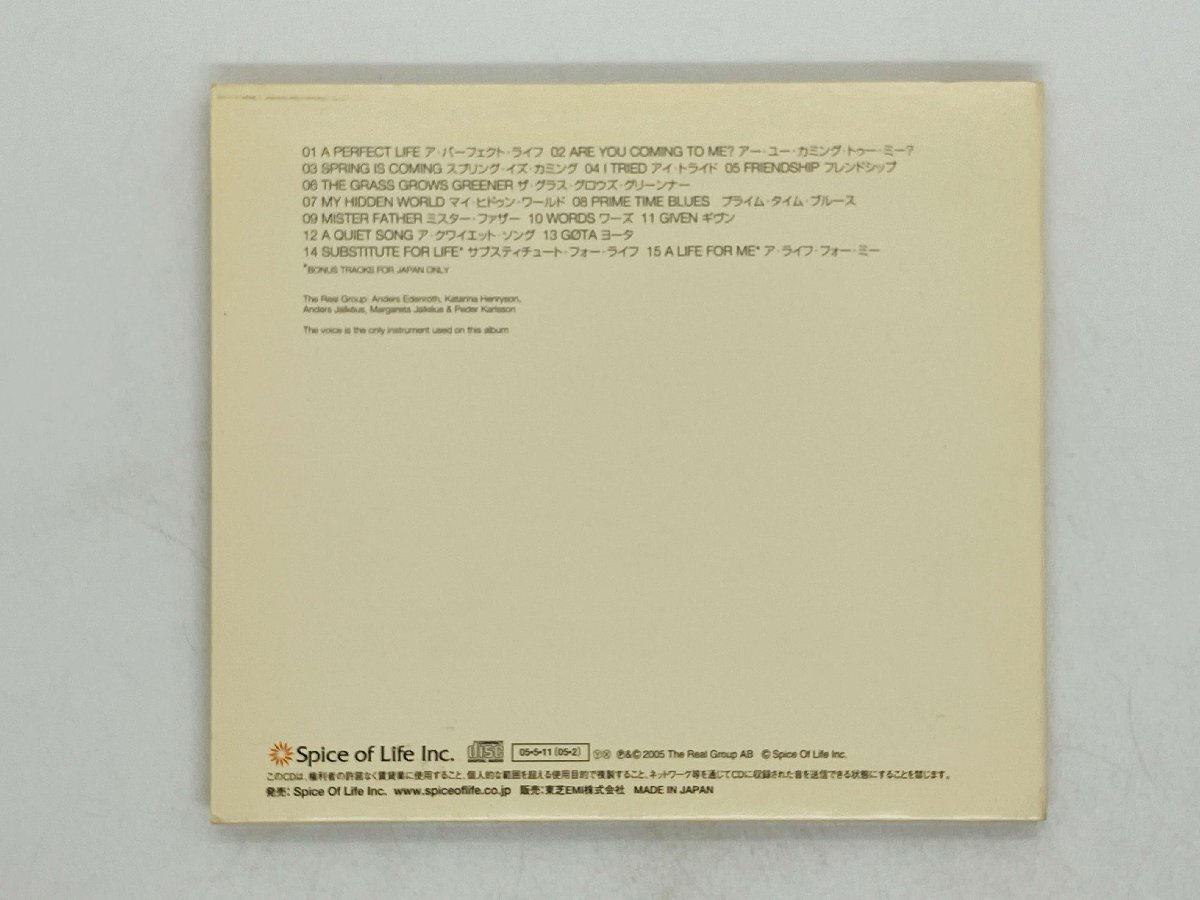 01 A PERFECT LIFE ア・パーフェクト・ライフ 02 ARE YOU COMING TO ME? アー・ユー・カミング・トゥー・ミー?
03 SPRING IS COMING スプリング・イズ・カミング 04 I TRIED アイ・トライド 05 FRIENDSHIP フレンドシップ
06 THE GRASS GROWS GREENER ザ・グラス・グロウズ・グリーンナー
07 MY HIDDEN WORLD マイ・ヒドゥン・ワールド 08 PRIME TIME BLUES プライム・タイム・ブルース
09 MISTER FATHER ミスター・ファザー 10 WORDS ワーズ 11 GIVEN ギヴン
12 A QUIET SONG ア・クワイエット・ソング 13 GØTA ヨータ
14 SUBSTITUTE FOR LIFE* サブスティチュート・フォー・ライフ 15 A LIFE FOR ME* ア・ライフ・フォー・ミー
*BONUS TRACKS FOR JAPAN ONLY
The Real Group: Anders Edenroth, Katarina Henryson,
Anders Jalkéus, Margareta Jalkéus & Peder Karlsson
The voice is the only instrument used on this album
Spice of Life Inc. COMPACT disc DIGITAL AUDIO 05・5・11 (05・2) Ⓨ Ⓧ ℗&© 2005 The Real Group AB © Spice Of Life Inc.
このCDは、権利者の許諾なく賃貸業に使用すること、個人的な範囲を超える使用目的で複製すること、ネットワーク等を通じてCDに収録された音を送信できる状態にすることを禁じます。
発売: Spice Of Life Inc. www.spiceoflife.co.jp 販売:東芝EMI株式会社 MADE IN JAPAN